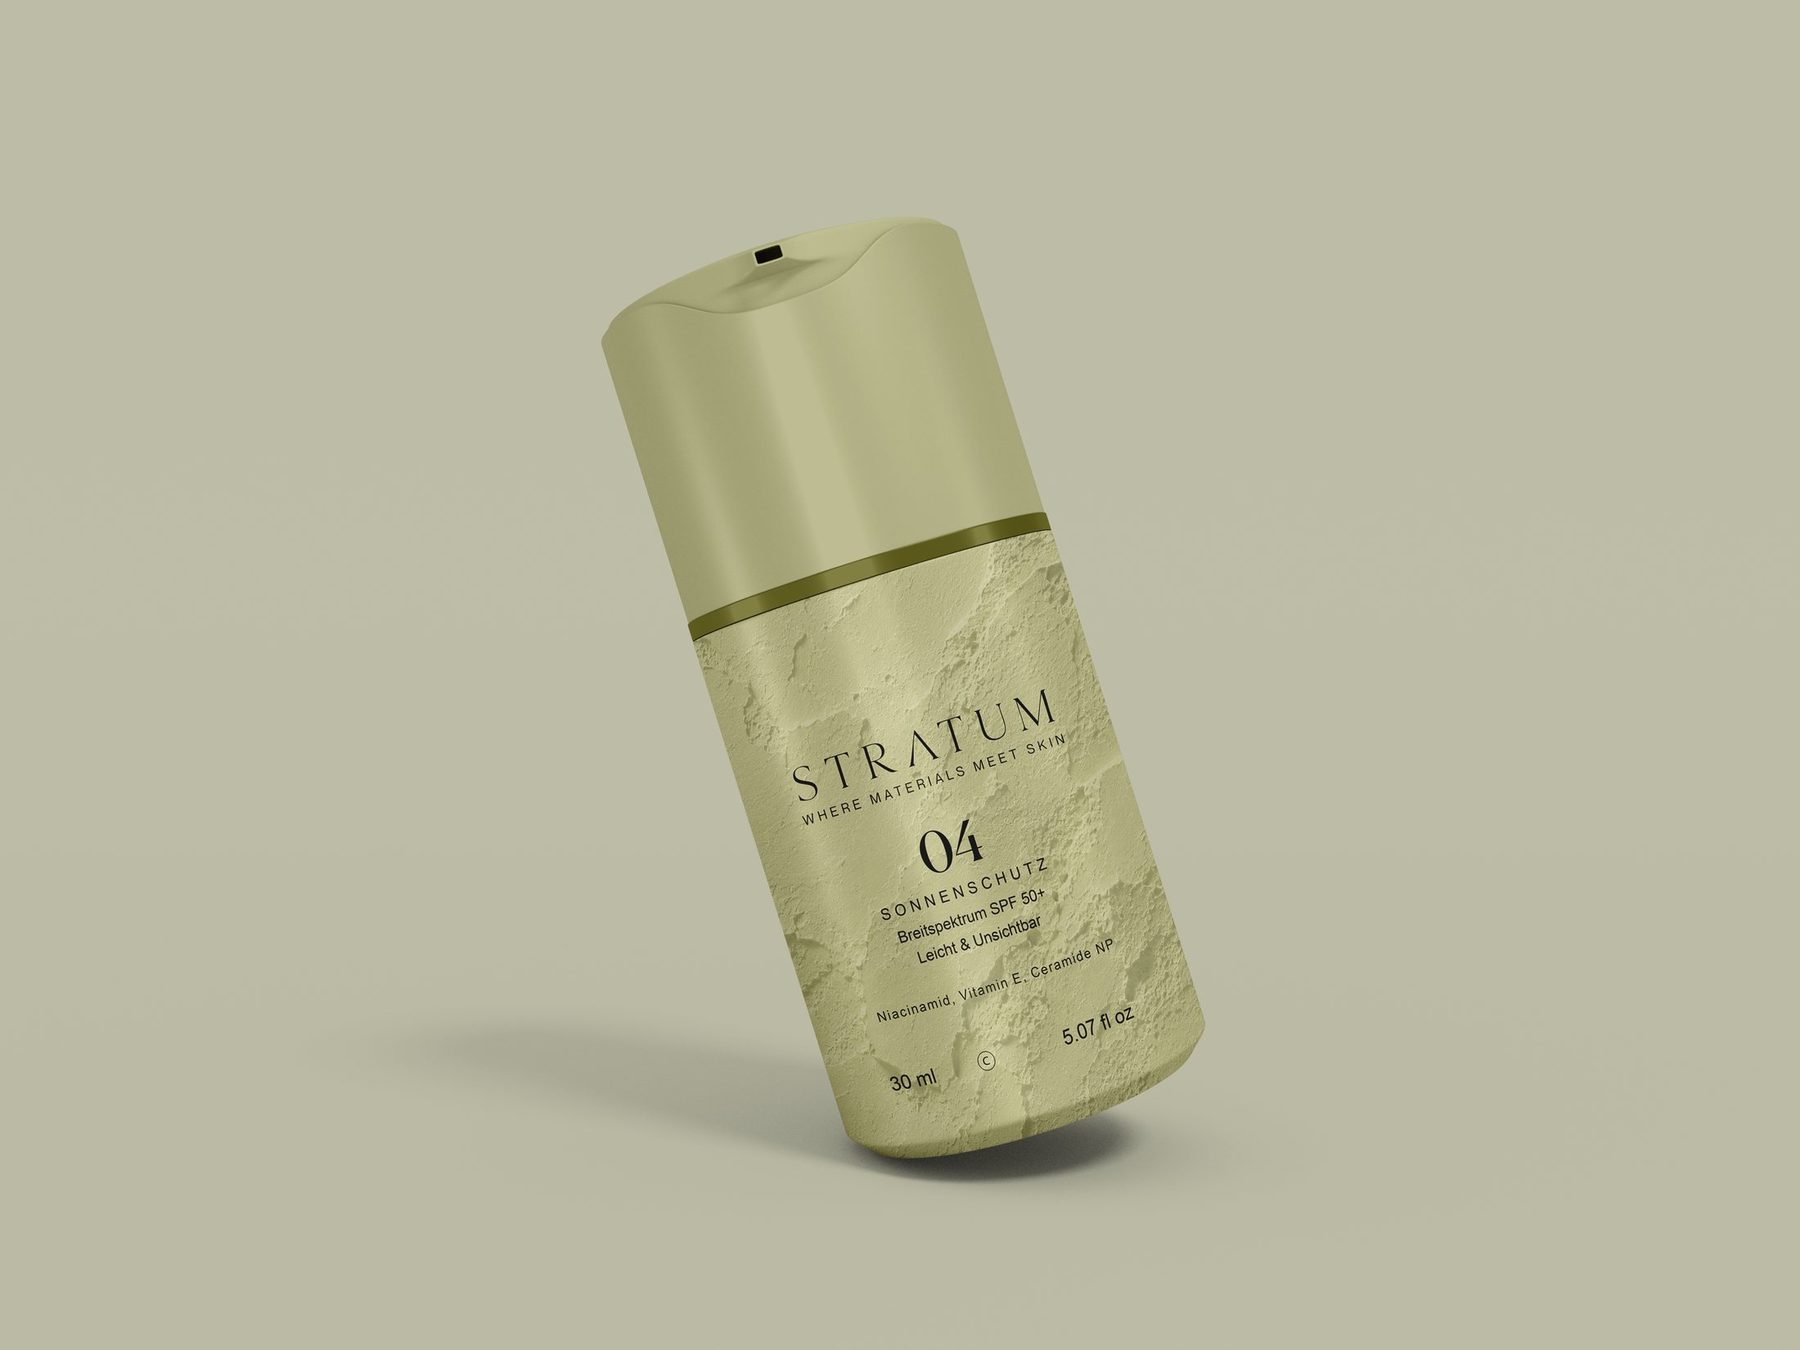 STRATUM
WHERE MATERIALS MEET SKIN
04
SONNENSCHUTZ
Breitspektrum SPF 50+
Leicht & Unsichtbar
Niacinamid, Vitamin E, Ceramide NP
30 ml © 5.07 fl oz